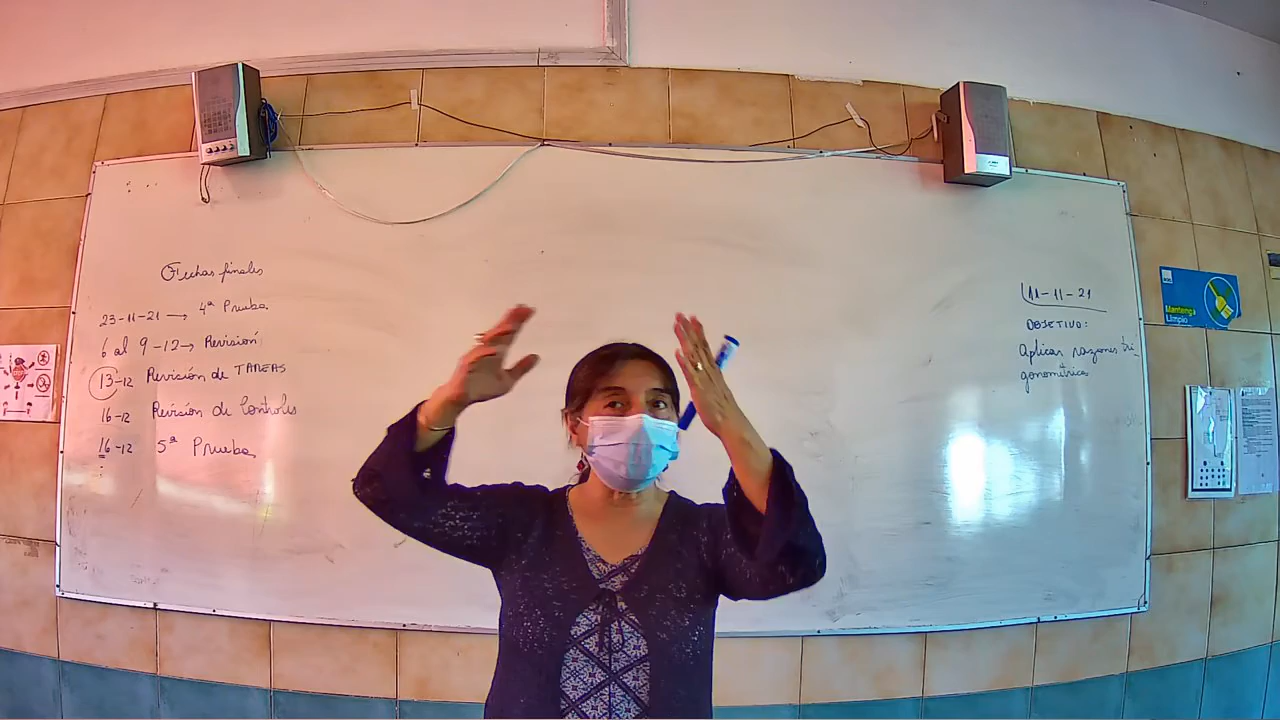 Fechas finales
23-11-21 → 4ª Prueba
6 al 9-12 → Revisión
13-12 Revisión de TAREAS
16-12 Revisión de Controles
16-12 5ª Prueba
11-11-21
OBJETIVO:
Aplicar razones tri-
gonométricas
Mantenga
Limpio